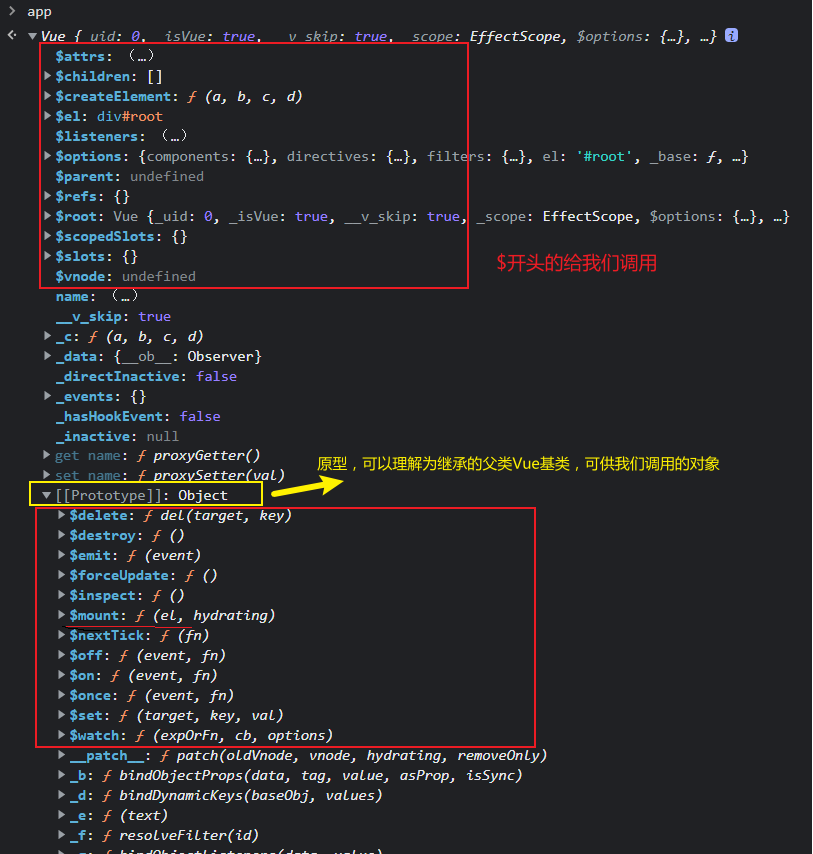 app
Vue {_uid: 0, _isVue: true, __v_skip: true, _scope: EffectScope, $options: {…}, …} i
$attrs: (…)
$children: []
$createElement: ƒ (a, b, c, d)
$el: div#root
$listeners: (…)
$options: {components: {…}, directives: {…}, filters: {…}, el: '#root', _base: ƒ, …}
$parent: undefined
$refs: {}
$root: Vue {_uid: 0, _isVue: true, __v_skip: true, _scope: EffectScope, $options: {…}, …}
$scopedSlots: {}
$slots: {}
$开头的给我们调用
$vnode: undefined
name: (…)
__v_skip: true
_c: ƒ (a, b, c, d)
_data: {__ob__: Observer}
_directInactive: false
_events: {}
_hasHookEvent: false
_inactive: null
get name: ƒ proxyGetter()
原型，可以理解为继承的父类Vue基类，可供我们调用的对象
set name: ƒ proxySetter(val)
[[Prototype]]: Object
$delete: ƒ del(target, key)
$destroy: ƒ ()
$emit: ƒ (event)
$forceUpdate: ƒ ()
$inspect: ƒ ()
$mount: ƒ (el, hydrating)
$nextTick: ƒ (fn)
$off: ƒ (event, fn)
$on: ƒ (event, fn)
$once: ƒ (event, fn)
$set: ƒ (target, key, val)
$watch: ƒ (expOrFn, cb, options)
__patch__: ƒ patch(oldVnode, vnode, hydrating, removeOnly)
_b: ƒ bindObjectProps(data, tag, value, asProp, isSync)
_d: ƒ bindDynamicKeys(baseObj, values)
_e: ƒ (text)
_f: ƒ resolveFilter(id)
_g: ƒ bindObjectListeners(data, value)